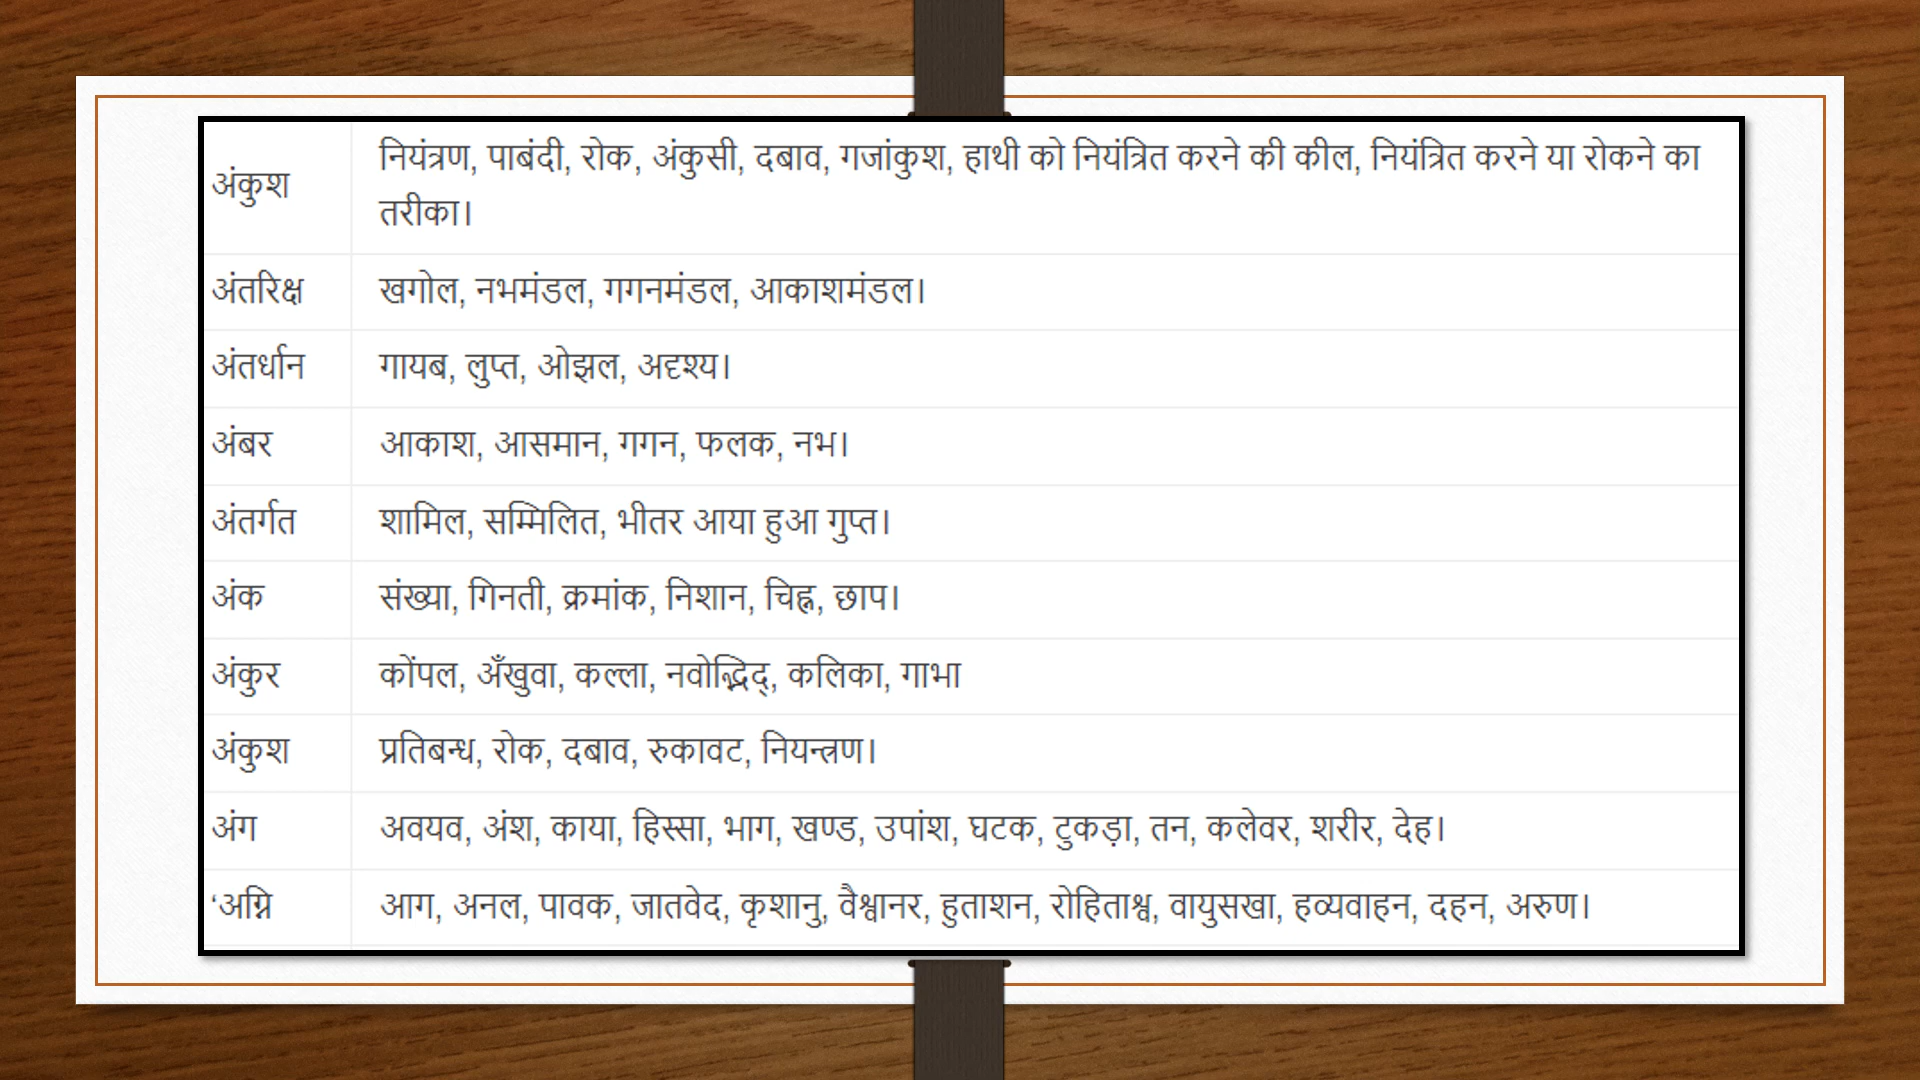 अंकुश नियंत्रण, पाबंदी, रोक, अंकुसी, दबाव, गजांकुश, हाथी को नियंत्रित करने की कील, नियंत्रित करने या रोकने का
तरीका।
अंतरिक्ष खगोल, नभमंडल, गगनमंडल, आकाशमंडल।
अंतर्धान गायब, लुप्त, ओझल, अदृश्य।
अंबर आकाश, आसमान, गगन, फलक, नभ।
अंतर्गत शामिल, सम्मिलित, भीतर आया हुआ गुप्त।
अंक संख्या, गिनती, क्रमांक, निशान, चिह्न, छाप।
अंकुर कोंपल, अँखुवा, कल्ला, नवोद्भिद्, कलिका, गाभा
अंकुश प्रतिबन्ध, रोक, दबाव, रुकावट, नियन्त्रण।
अंग अवयव, अंश, काया, हिस्सा, भाग, खण्ड, उपांश, घटक, टुकड़ा, तन, कलेवर, शरीर, देह।
‘अग्नि आग, अनल, पावक, जातवेद, कृशानु, वैश्वानर, हुताशन, रोहिताश्व, वायुसखा, हव्यवाहन, दहन, अरुण।